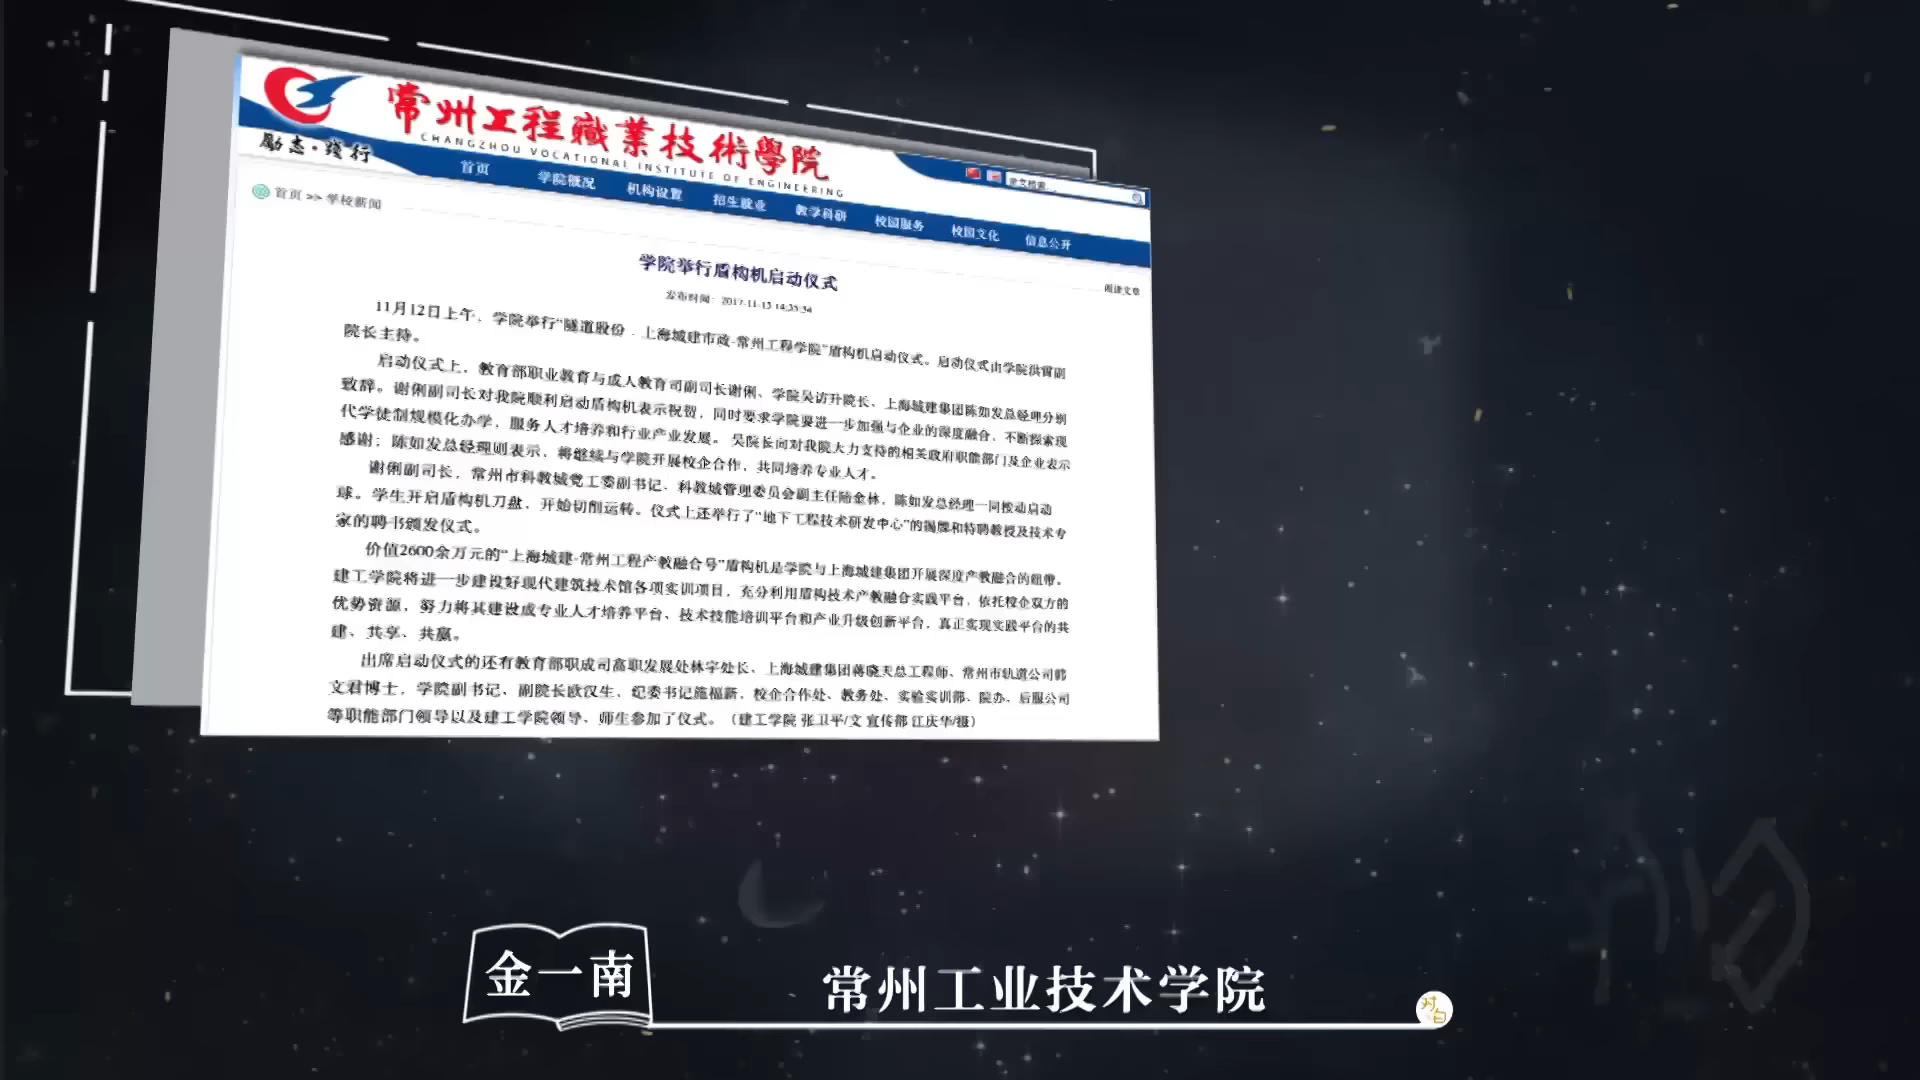 常州工程職業技術學院
CHANGZHOU VOCATIONAL INSTITUTE OF ENGINEERING
励志·践行
首页 学院概况 机构设置 招生就业 教学科研 校园服务 校园文化 信息公开
首页 >> 学校新闻
学院举行盾构机启动仪式
阅读文章
11月12日上午，学院举行“隧道股份．上海城建市政-常州工程学院”盾构机启动仪式。启动仪式由学院洪霄副
院长主持。
启动仪式上，教育部职业教育与成人教育司副司长谢俐、学院吴访升院长、上海城建集团陈如发总经理分别
致辞。谢俐副司长对我院顺利启动盾构机表示祝贺，同时要求学院要进一步加强与企业的深度融合，不断探索现
代学徒制规模化办学，服务人才培养和行业产业发展。吴院长向对我院大力支持的相关政府职能部门及企业表示
感谢；陈如发总经理则表示，将继续与学院开展校企合作，共同培养专业人才。
谢俐副司长，常州市科教城党工委副书记、科教城管理委员会副主任陆金林，陈如发总经理一同按动启动
球。学生开启盾构机刀盘，开始切削运转。仪式上还举行了“地下工程技术研发中心”的揭牌和特聘教授及技术专
家的聘书颁发仪式。
价值2600余万元的“上海城建-常州工程产教融合号”盾构机是学院与上海城建集团开展深度产教融合的纽带。
建工学院将进一步建设好现代建筑技术馆各项实训项目，充分利用盾构技术产教融合实践平台，依托校企双方的
优势资源，努力将其建设成专业人才培养平台、技术技能培训平台和产业升级创新平台，真正实现实践平台的共
建、共享、共赢。
出席启动仪式的还有教育部职成司高职发展处林宇处长、上海城建集团蒋晓天总工程师、常州市轨道公司韩
文君博士，学院副书记、副院长欧汉生，纪委书记施福新，校企合作处、教务处、实验实训部、院办、后服公司
等职能部门领导以及建工学院领导、师生参加了仪式。（建工学院 张卫平/文 宣传部 江庆华/摄）
金一南
常州工业技术学院
对白